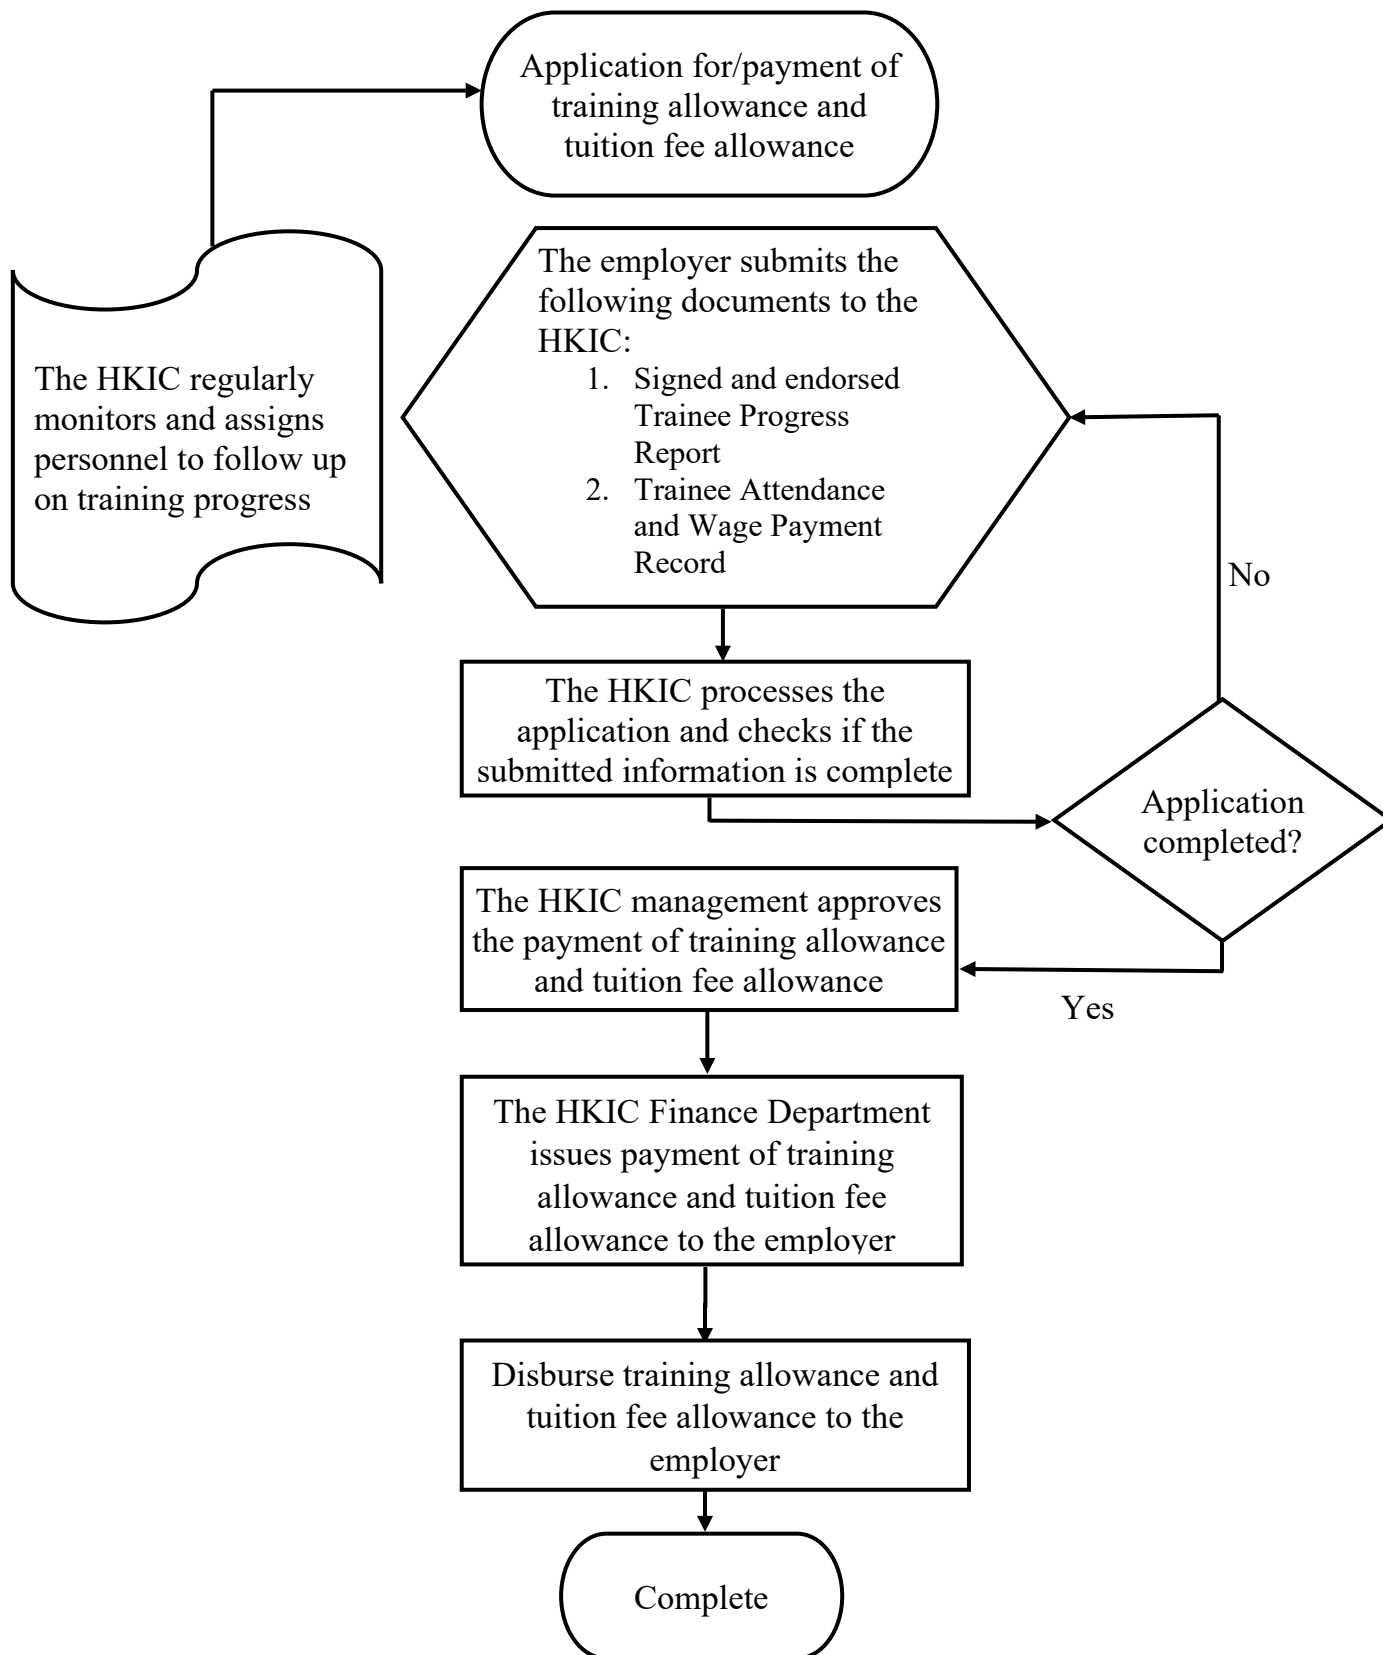 Application for/payment of
training allowance and
tuition fee allowance
The HKIC regularly
monitors and assigns
personnel to follow up
on training progress
The employer submits the
following documents to the
HKIC:
1. Signed and endorsed
Trainee Progress
Report
2. Trainee Attendance
and Wage Payment
Record
No
The HKIC processes the
application and checks if the
submitted information is complete
Application
completed?
The HKIC management approves
the payment of training allowance
and tuition fee allowance
Yes
The HKIC Finance Department
issues payment of training
allowance and tuition fee
allowance to the employer
Disburse training allowance and
tuition fee allowance to the
employer
Complete